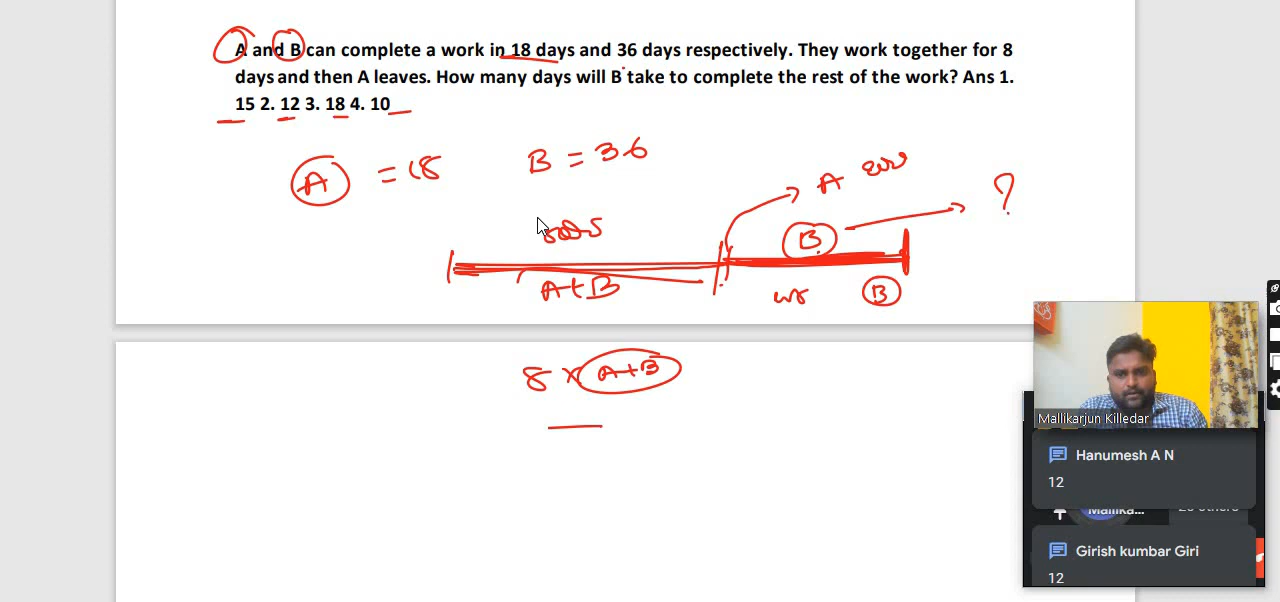 A and B can complete a work in 18 days and 36 days respectively. They work together for 8
days and then A leaves. How many days will B take to complete the rest of the work? Ans 1.
15 2. 12 3. 18 4. 10
A = 18 B = 36
A
?
B
A+B
B
8 × A+B
Mallikarjun Killedar
Hanumesh A N
12
Mallika...
Girish kumbar Giri
12